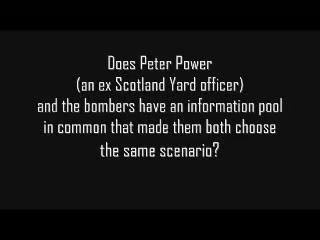 Does Peter Power
(an ex Scotland Yard officer)
and the bombers have an information pool
in common that made them both choose
the same scenario?